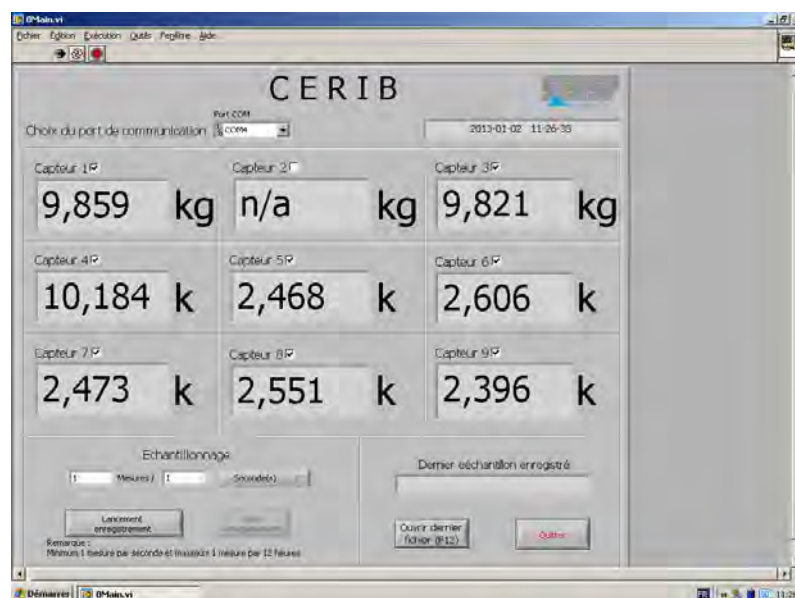 0Main.vi
Fichier Édition Exécution Outils Fenêtre Aide
CERIB
Port COM
Choix du port de communication COM4
2013-01-02 11-26-33
Capteur 1 Capteur 2 Capteur 3
9,859 kg n/a kg 9,821 kg
Capteur 4 Capteur 5 Capteur 6
10,184 k 2,468 k 2,606 k
Capteur 7 Capteur 8 Capteur 9
2,473 k 2,551 k 2,396 k
Echantillonnage
Dernier échantillon enregistré
1 Mesures / 1 Seconde(s)
Lancement
enregistrement
Ouvrir dernier
fichier (F12)
Quitter
Remarque :
Minimum 1 mesure par seconde et maximum 1 mesure par 12 heures
Démarrer 0Main.vi FR 11:26